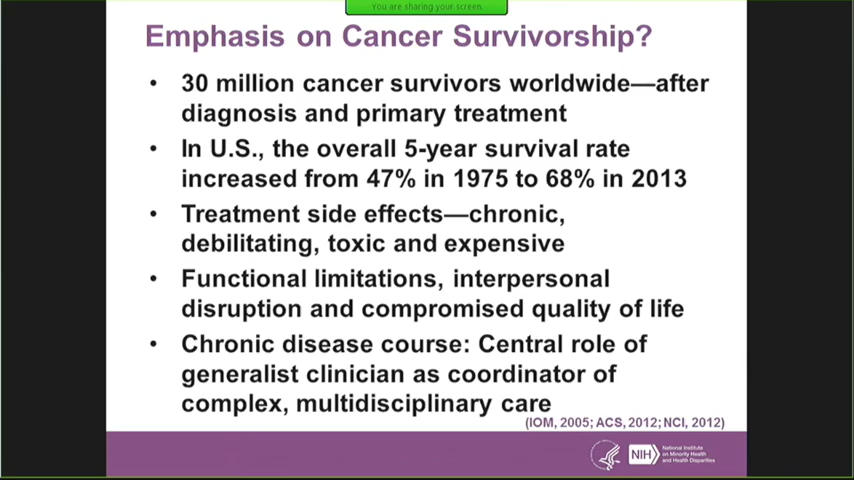 You are sharing your screen.
Emphasis on Cancer Survivorship?
• 30 million cancer survivors worldwide—after
diagnosis and primary treatment
• In U.S., the overall 5-year survival rate
increased from 47% in 1975 to 68% in 2013
• Treatment side effects—chronic,
debilitating, toxic and expensive
• Functional limitations, interpersonal
disruption and compromised quality of life
• Chronic disease course: Central role of
generalist clinician as coordinator of
complex, multidisciplinary care
(IOM, 2005; ACS, 2012; NCI, 2012)
NIH
National Institute
on Minority Health
and Health Disparities